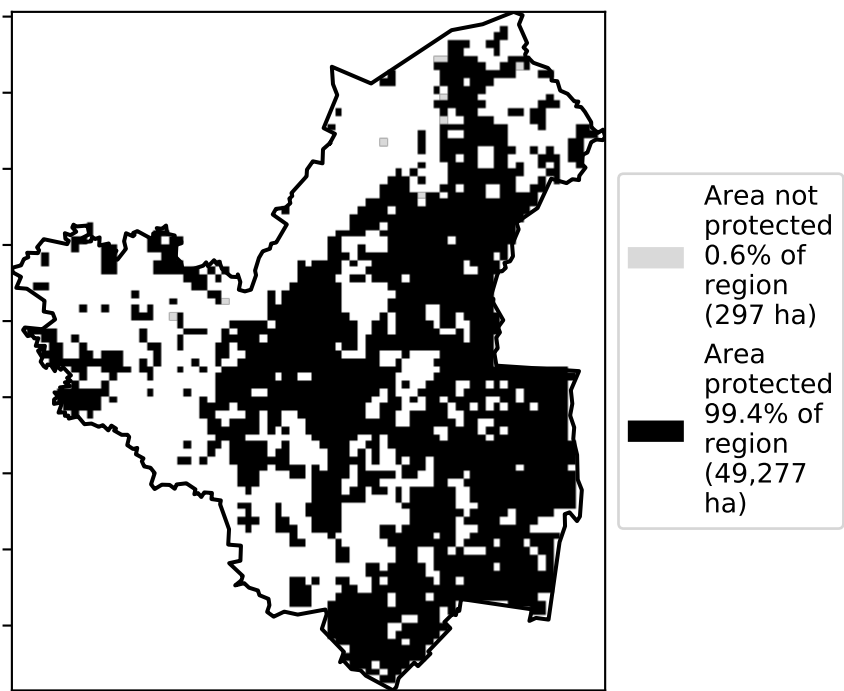 Area not
protected
0.6% of
region
(297 ha)
Area
protected
99.4% of
region
(49,277
ha)